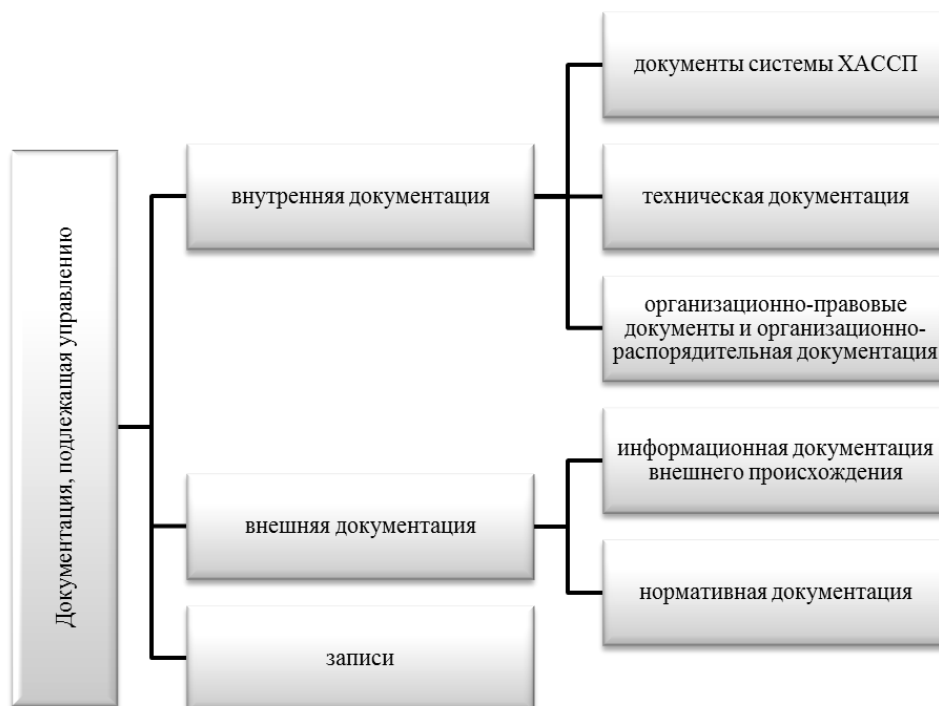 Документация, подлежащая управлению
внутренняя документация
документы системы ХАССП
техническая документация
организационно-правовые
документы и организационно-
распорядительная документация
внешняя документация
информационная документация
внешнего происхождения
нормативная документация
записи